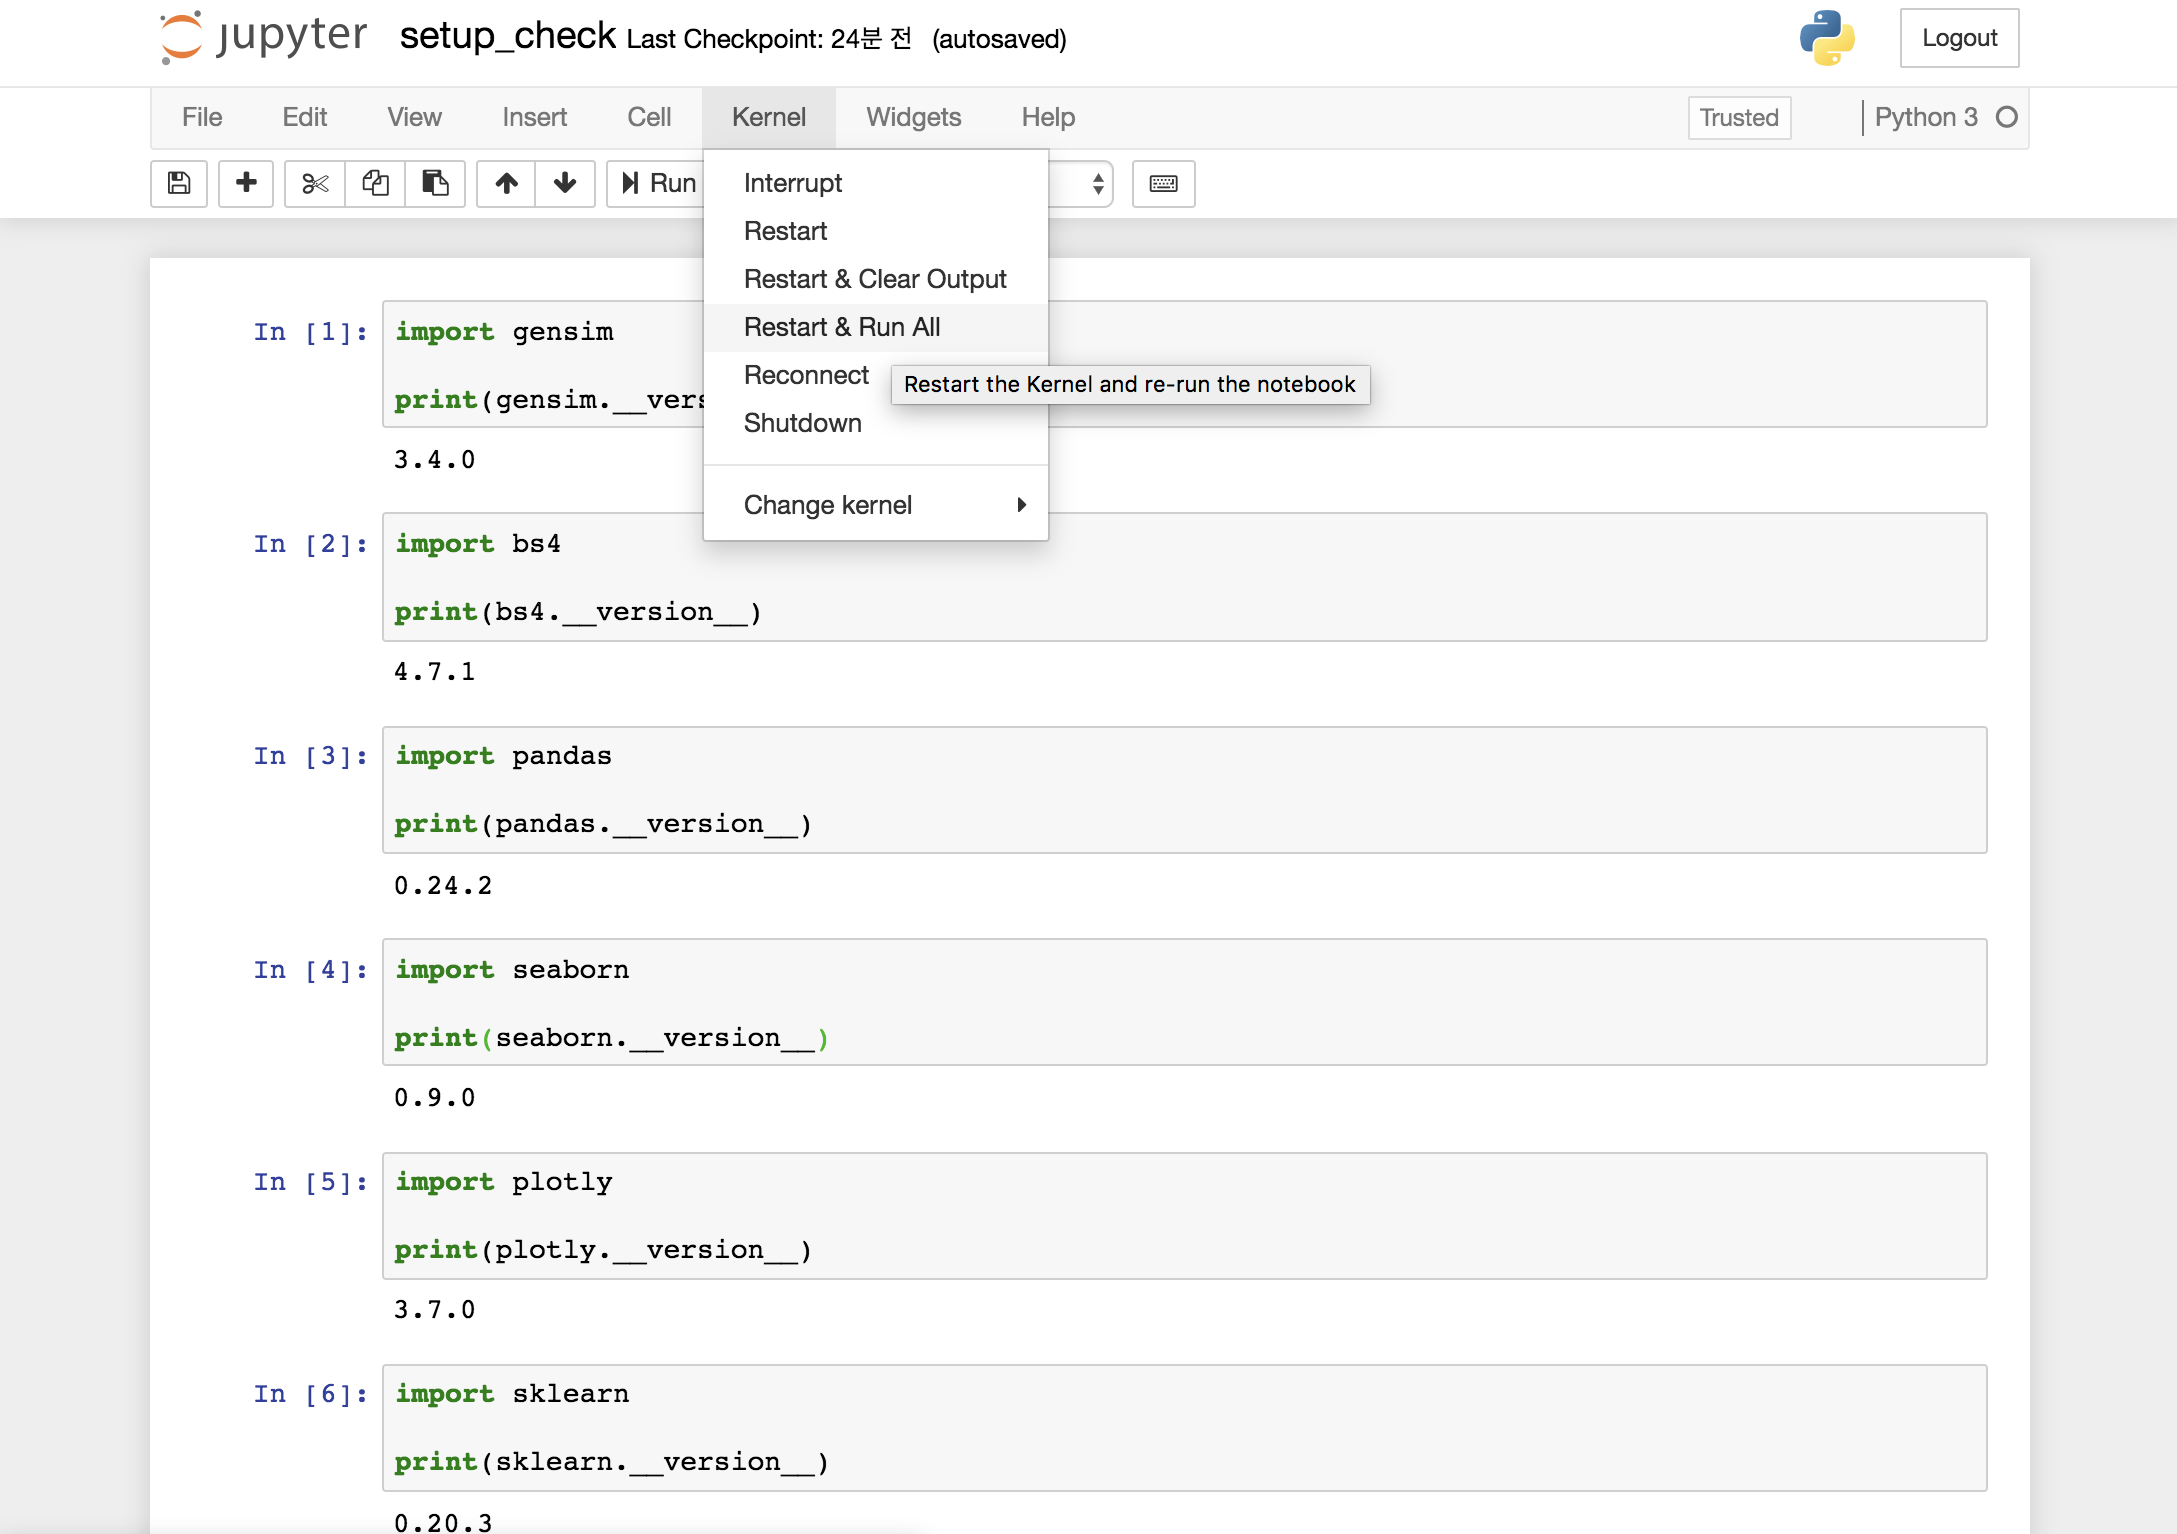 jupyter setup_check Last Checkpoint: 24분 전 (autosaved)
Logout
File Edit View Insert Cell Kernel Widgets Help
Trusted
Python 3
Run
Interrupt
Restart
Restart & Clear Output
Restart & Run All
Reconnect
Restart the Kernel and re-run the notebook
Shutdown
Change kernel
In [1]: import gensim
print(gensim.__vers
3.4.0
In [2]: import bs4
print(bs4.__version__)
4.7.1
In [3]: import pandas
print(pandas.__version__)
0.24.2
In [4]: import seaborn
print(seaborn.__version__)
0.9.0
In [5]: import plotly
print(plotly.__version__)
3.7.0
In [6]: import sklearn
print(sklearn.__version__)
0.20.3